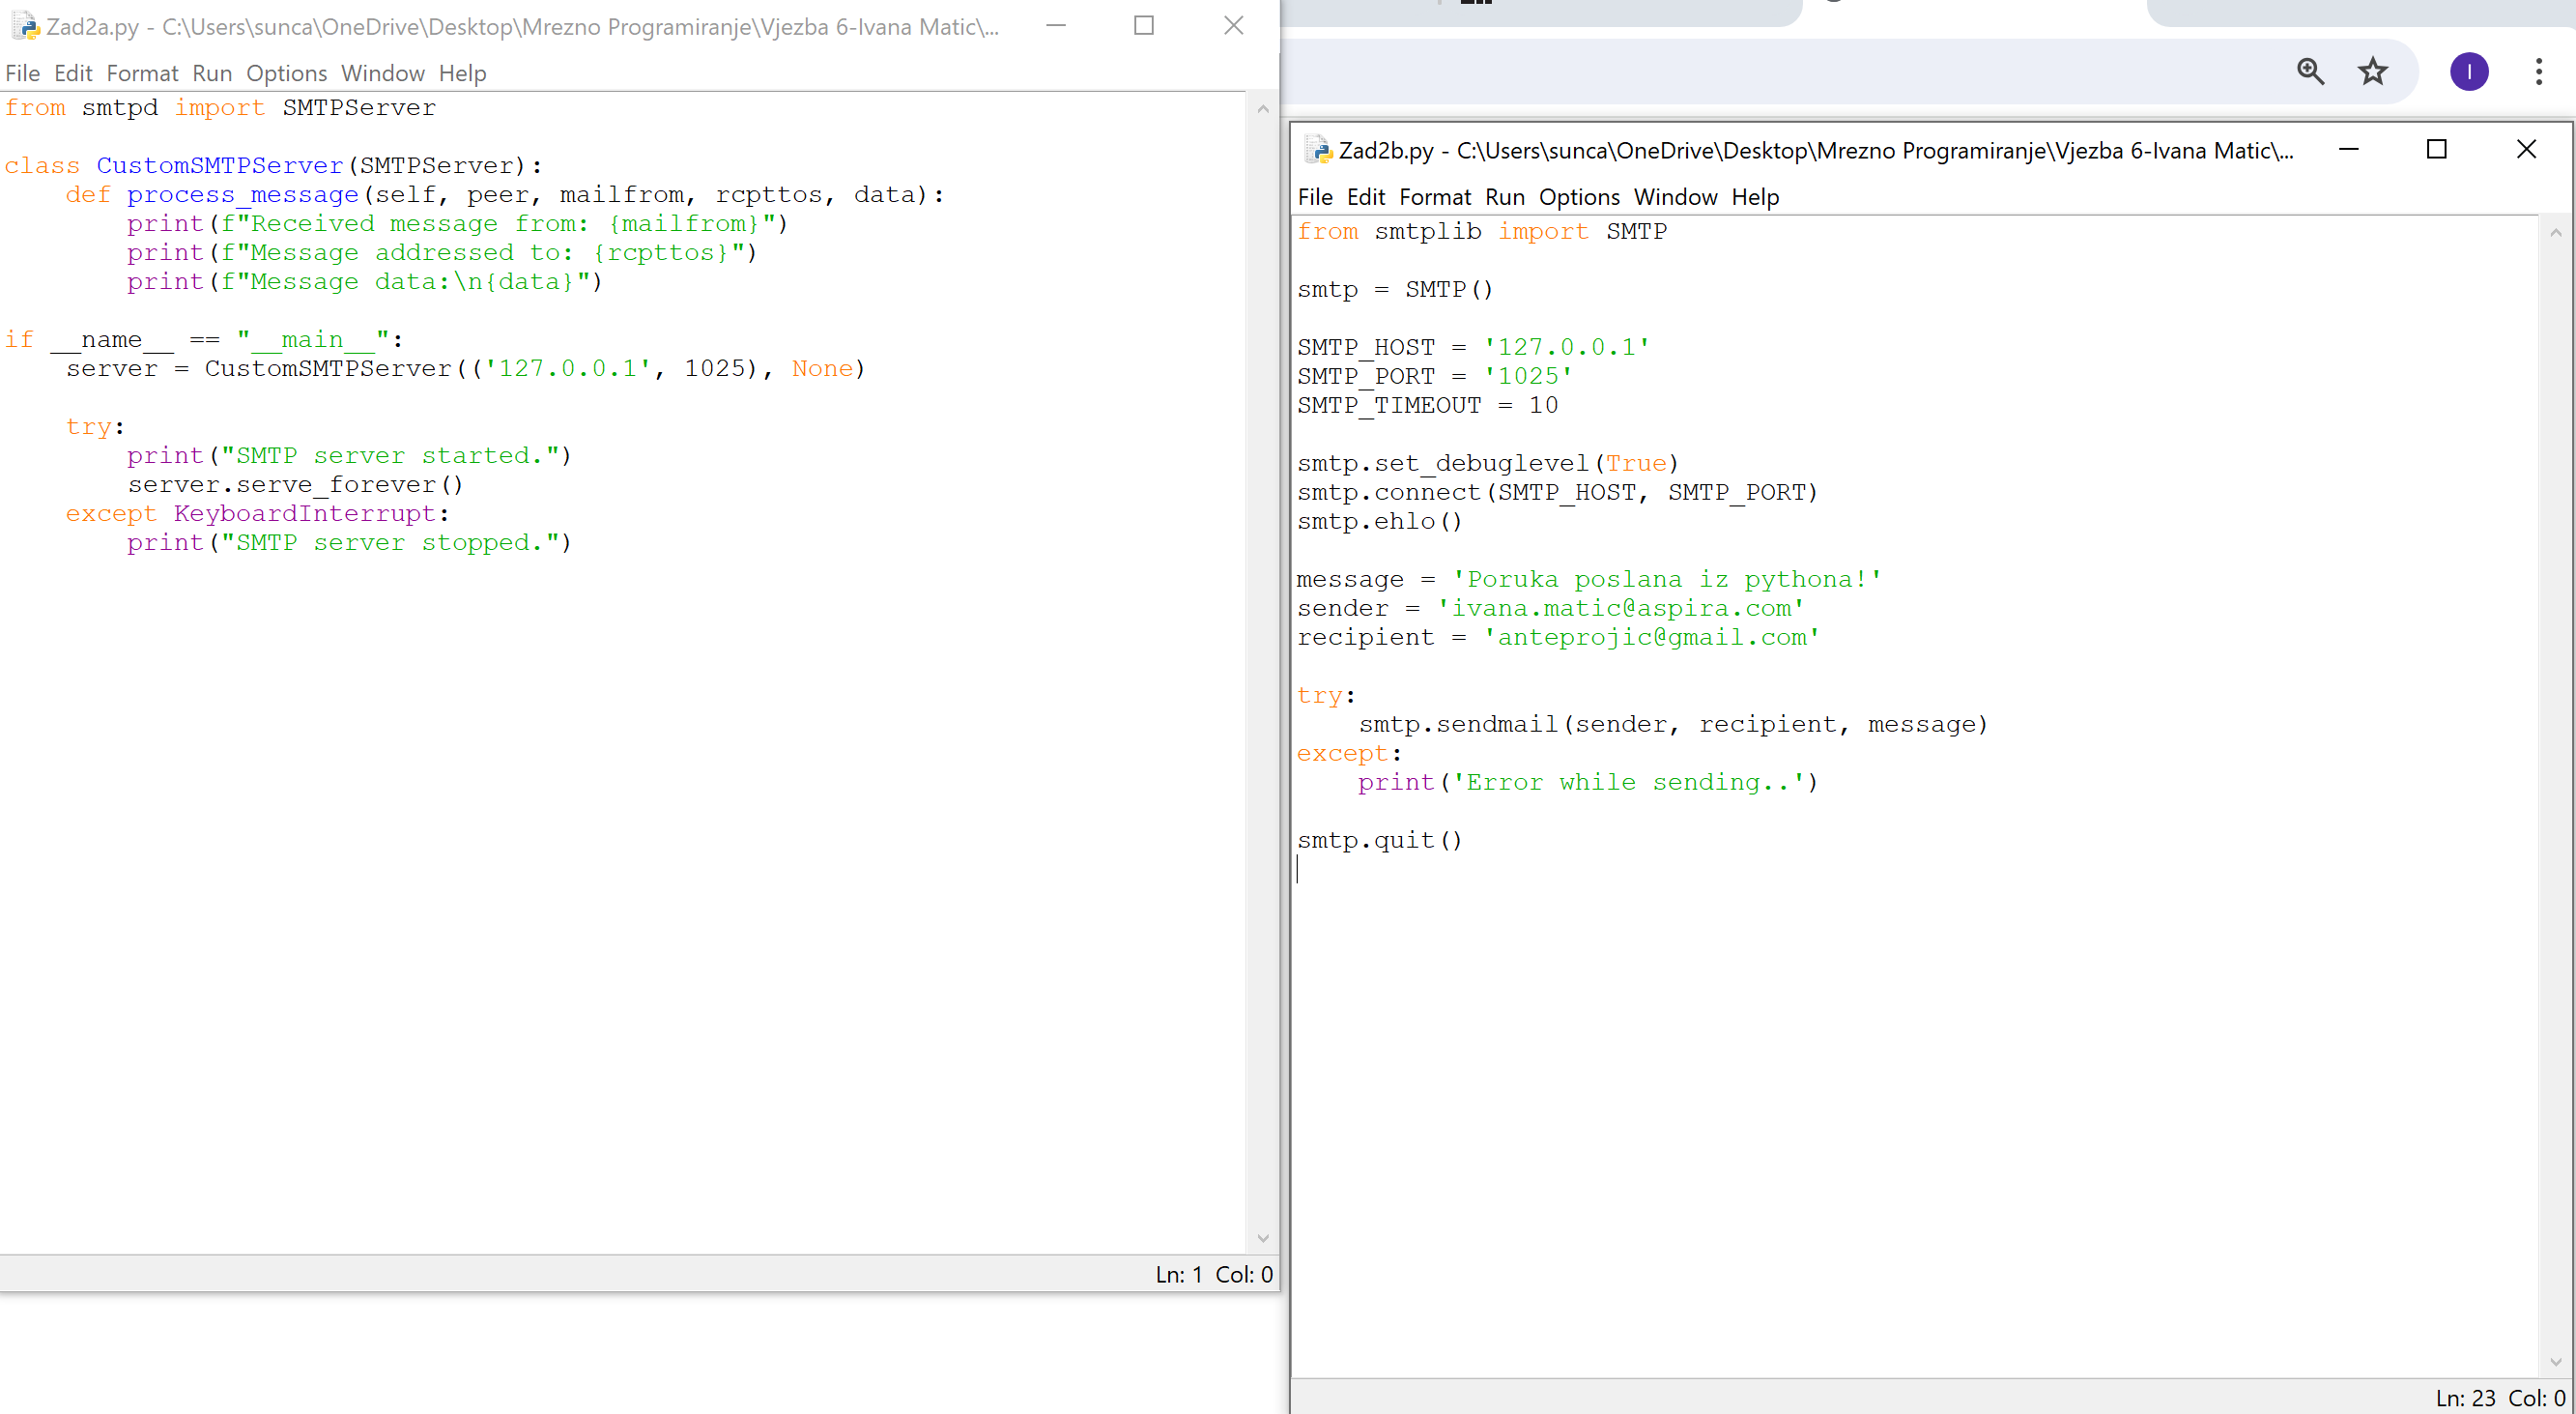 Zad2a.py - C:\Users\sunca\OneDrive\Desktop\Mrezno Programiranje\Vjezba 6-Ivana Matic\...
File Edit Format Run Options Window Help
from smtpd import SMTPServer
class CustomSMTPServer(SMTPServer):
    def process_message(self, peer, mailfrom, rcpttos, data):
        print(f"Received message from: {mailfrom}")
        print(f"Message addressed to: {rcpttos}")
        print(f"Message data:\n{data}")
if __name__ == "__main__":
    server = CustomSMTPServer(('127.0.0.1', 1025), None)
    try:
        print("SMTP server started.")
        server.serve_forever()
    except KeyboardInterrupt:
        print("SMTP server stopped.")
Ln: 1 Col: 0
I
Zad2b.py - C:\Users\sunca\OneDrive\Desktop\Mrezno Programiranje\Vjezba 6-Ivana Matic\...
File Edit Format Run Options Window Help
from smtplib import SMTP
smtp = SMTP()
SMTP_HOST = '127.0.0.1'
SMTP_PORT = '1025'
SMTP_TIMEOUT = 10
smtp.set_debuglevel(True)
smtp.connect(SMTP_HOST, SMTP_PORT)
smtp.ehlo()
message = 'Poruka poslana iz pythona!'
sender = 'ivana.matic@aspira.com'
recipient = 'anteprojic@gmail.com'
try:
    smtp.sendmail(sender, recipient, message)
except:
    print('Error while sending..')
smtp.quit()
Ln: 23 Col: 0